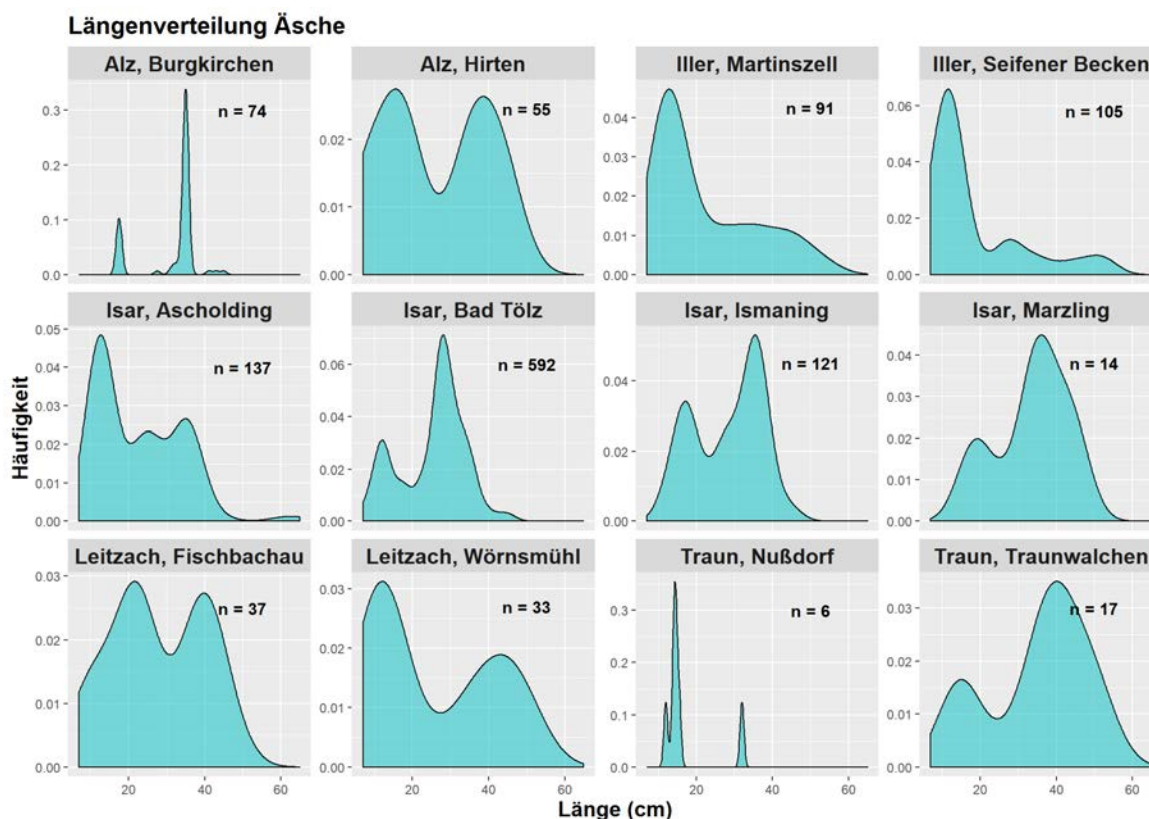 Längenverteilung Äsche
Alz, Burgkirchen
Alz, Hirten
Iller, Martinszell
Iller, Seifener Becken
n = 74
n = 55
n = 91
n = 105
0.3
0.2
0.1
0.0
0.02
0.01
0.00
0.04
0.03
0.02
0.01
0.00
0.06
0.04
0.02
0.00
Isar, Ascholding
Isar, Bad Tölz
Isar, Ismaning
Isar, Marzling
n = 137
n = 592
n = 121
n = 14
0.05
0.04
0.03
0.02
0.01
0.00
0.06
0.04
0.02
0.00
0.04
0.02
0.00
0.04
0.03
0.02
0.01
0.00
Leitzach, Fischbachau
Leitzach, Wörnsmühl
Traun, Nußdorf
Traun, Traunwalchen
n = 37
n = 33
n = 6
n = 17
0.03
0.02
0.01
0.00
0.03
0.02
0.01
0.00
0.3
0.2
0.1
0.0
0.03
0.02
0.01
0.00
20 40 60
20 40 60
20 40 60
20 40 60
Häufigkeit
Länge (cm)